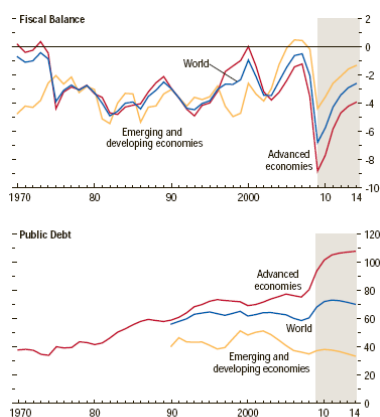 Fiscal Balance
2
0
-2
-4
-6
-8
-10
World
Emerging and
developing economies
Advanced
economies
1970 80 90 2000 10 14
Public Debt
120
100
80
60
40
20
0
Advanced
economies
World
Emerging and
developing economies
1970 80 90 2000 10 14